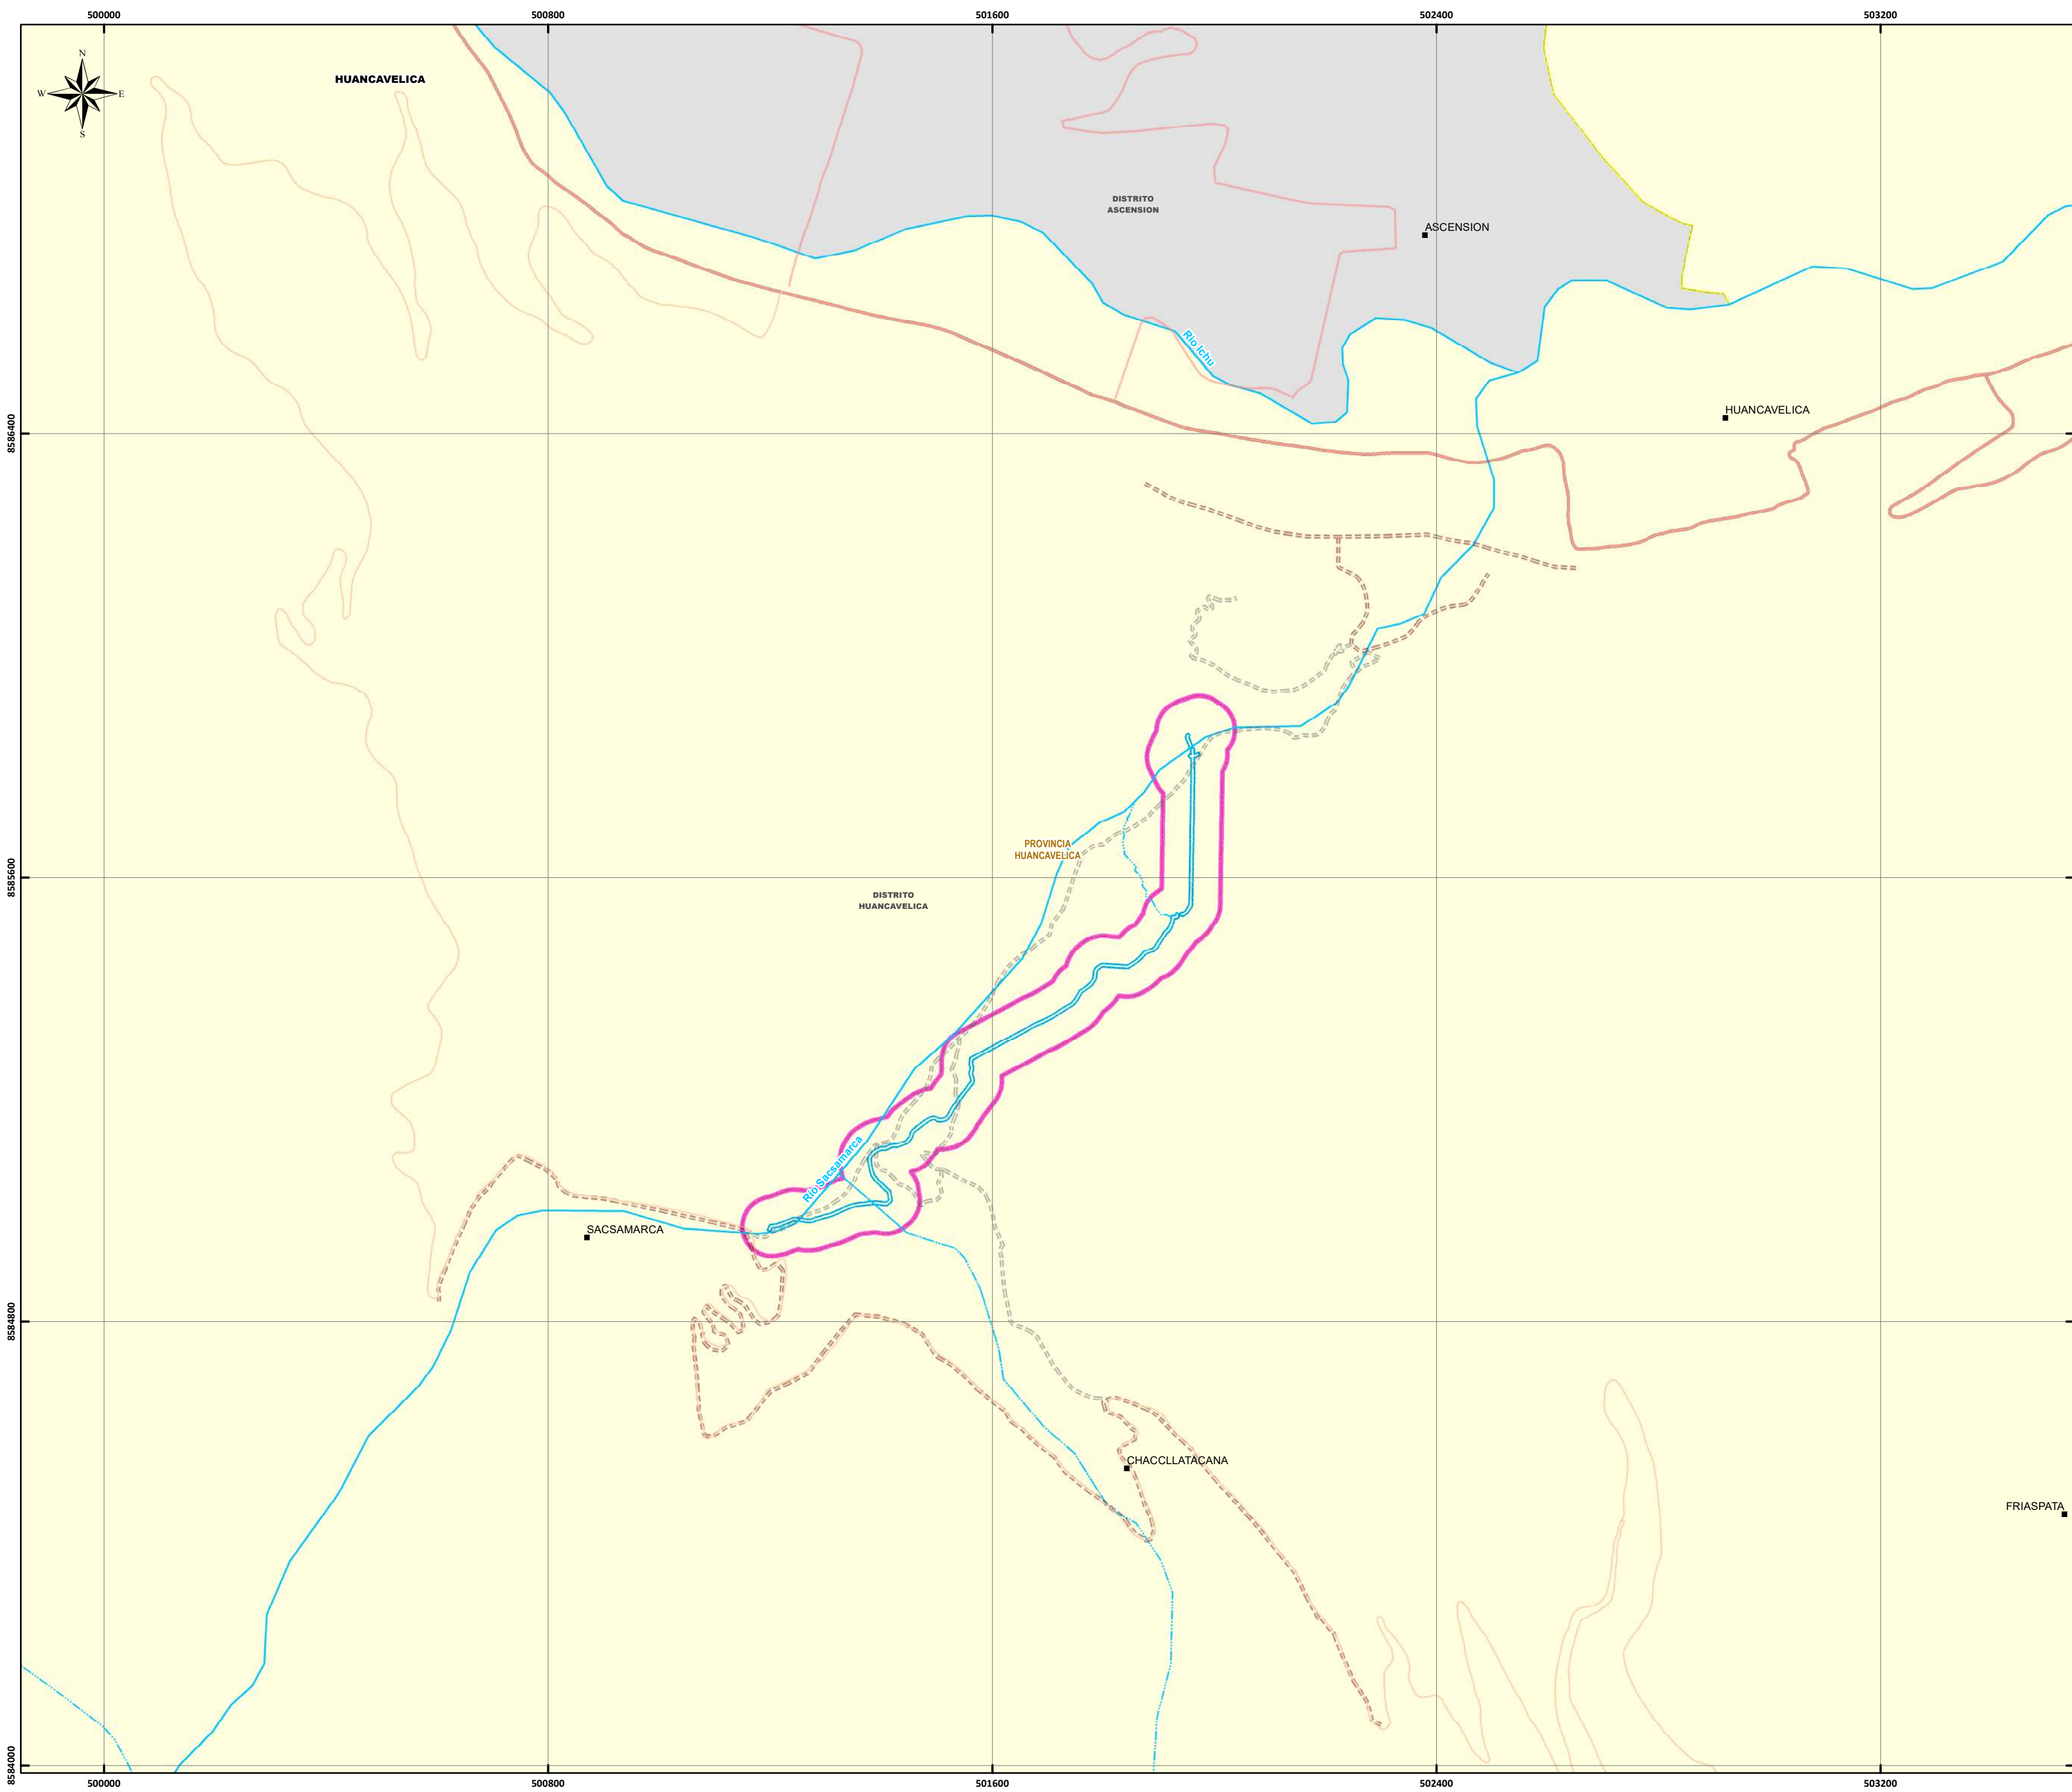 500000
500800
501600
502400
503200
N
W
E
S
HUANCAVELICA
DISTRITO
ASCENSION
ASCENSION
Río Ichu
HUANCAVELICA
8586400
PROVINCIA
HUANCAVELICA
8585600
DISTRITO
HUANCAVELICA
Río Sacsamarca
SACSAMARCA
8584800
CHACCLLATACANA
FRIASPATA
8584000
500000
500800
501600
502400
503200